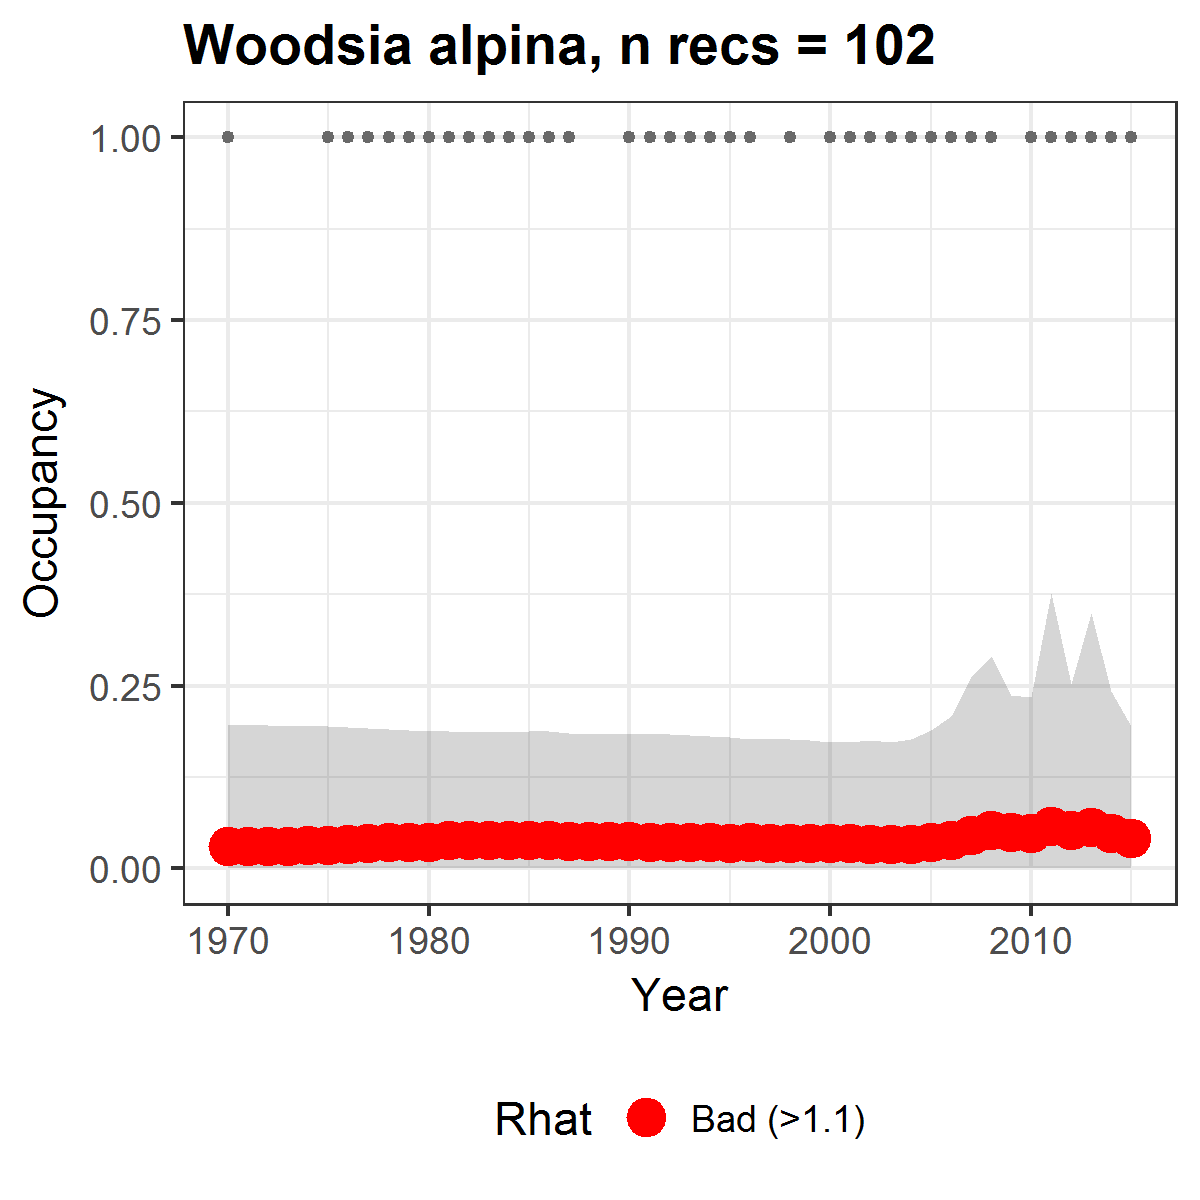 Woodsia alpina, n recs = 102
1.00
0.75
0.50
0.25
0.00
Occupancy
1970 1980 1990 2000 2010
Year
Rhat Bad (>1.1)